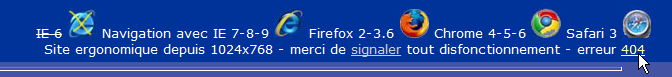 IE 6 Navigation avec IE 7-8-9 Firefox 2-3.6 Chrome 4-5-6 Safari 3
Site ergonomique depuis 1024x768 - merci de signaler tout disfonctionnement - erreur 404